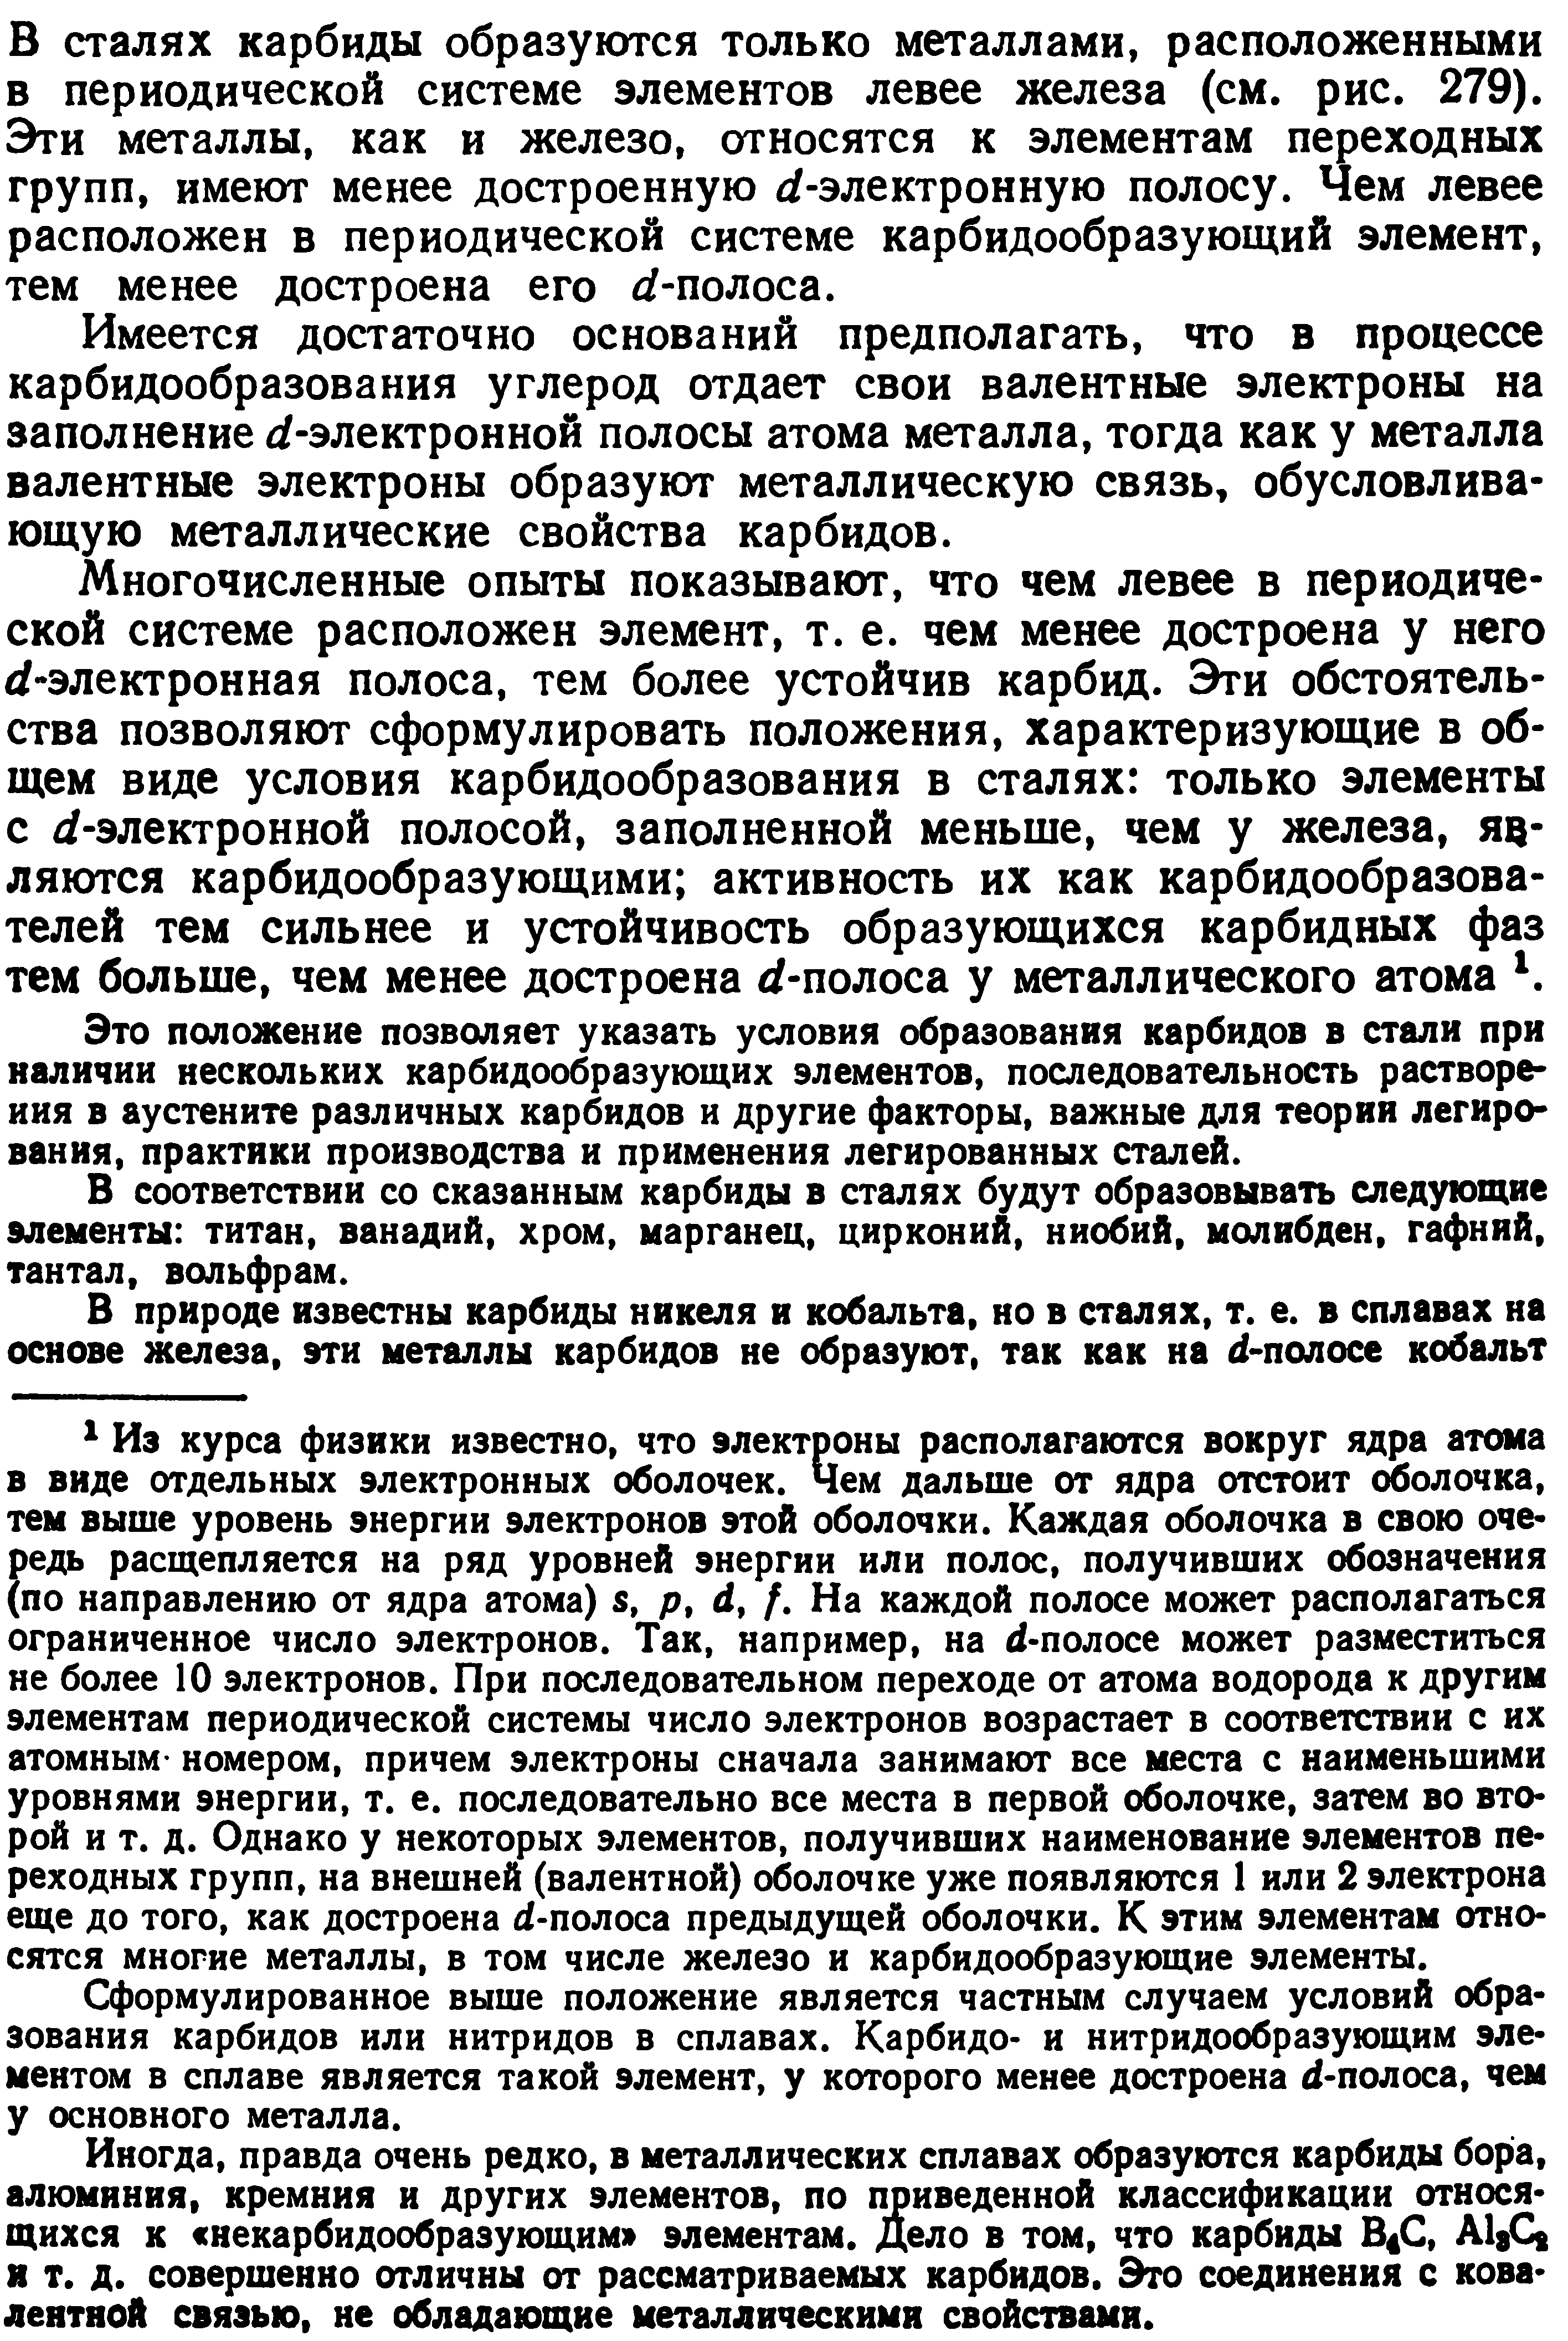 В сталях карбиды образуются только металлами, расположенными
в периодической системе элементов левее железа (см. рис. 279).
Эти металлы, как и железо, относятся к элементам переходных
групп, имеют менее достроенную d-электронную полосу. Чем левее
расположен в периодической системе карбидообразующий элемент,
тем менее достроена его d-полоса.
Имеется достаточно оснований предполагать, что в процессе
карбидообразования углерод отдает свои валентные электроны на
заполнение d-электронной полосы атома металла, тогда как у металла
валентные электроны образуют металлическую связь, обусловлива-
ющую металлические свойства карбидов.
Многочисленные опыты показывают, что чем левее в периодиче-
ской системе расположен элемент, т. е. чем менее достроена у него
d-электронная полоса, тем более устойчив карбид. Эти обстоятель-
ства позволяют сформулировать положения, характеризующие в об-
щем виде условия карбидообразования в сталях: только элементы
с d-электронной полосой, заполненной меньше, чем у железа, яв-
ляются карбидообразующими; активность их как карбидообразова-
телей тем сильнее и устойчивость образующихся карбидных фаз
тем больше, чем менее достроена d-полоса у металлического атома ¹.
Это положение позволяет указать условия образования карбидов в стали при
наличии нескольких карбидообразующих элементов, последовательность растворе-
ния в аустените различных карбидов и другие факторы, важные для теории легиро-
вания, практики производства и применения легированных сталей.
В соответствии со сказанным карбиды в сталях будут образовывать следующие
элементы: титан, ванадий, хром, марганец, цирконий, ниобий, молибден, гафний,
тантал, вольфрам.
В природе известны карбиды никеля и кобальта, но в сталях, т. е. в сплавах на
основе железа, эти металлы карбидов не образуют, так как на d-полосе кобальт
¹ Из курса физики известно, что электроны располагаются вокруг ядра атома
в виде отдельных электронных оболочек. Чем дальше от ядра отстоит оболочка,
тем выше уровень энергии электронов этой оболочки. Каждая оболочка в свою оче-
редь расщепляется на ряд уровней энергии или полос, получивших обозначения
(по направлению от ядра атома) s, p, d, f. На каждой полосе может располагаться
ограниченное число электронов. Так, например, на d-полосе может разместиться
не более 10 электронов. При последовательном переходе от атома водорода к другим
элементам периодической системы число электронов возрастает в соответствии с их
атомным номером, причем электроны сначала занимают все места с наименьшими
уровнями энергии, т. е. последовательно все места в первой оболочке, затем во вто-
рой и т. д. Однако у некоторых элементов, получивших наименование элементов пе-
реходных групп, на внешней (валентной) оболочке уже появляются 1 или 2 электрона
еще до того, как достроена d-полоса предыдущей оболочки. К этим элементам отно-
сятся многие металлы, в том числе железо и карбидообразующие элементы.
Сформулированное выше положение является частным случаем условий обра-
зования карбидов или нитридов в сплавах. Карбидо- и нитридообразующим эле-
ментом в сплаве является такой элемент, у которого менее достроена d-полоса, чем
у основного металла.
Иногда, правда очень редко, в металлических сплавах образуются карбиды бора,
алюминия, кремния и других элементов, по приведенной классификации относя-
щихся к «некарбидообразующим» элементам. Дело в том, что карбиды B₄C, Al₃C₂
и т. д. совершенно отличны от рассматриваемых карбидов. Это соединения с кова-
лентной связью, не обладающие металлическими свойствами.